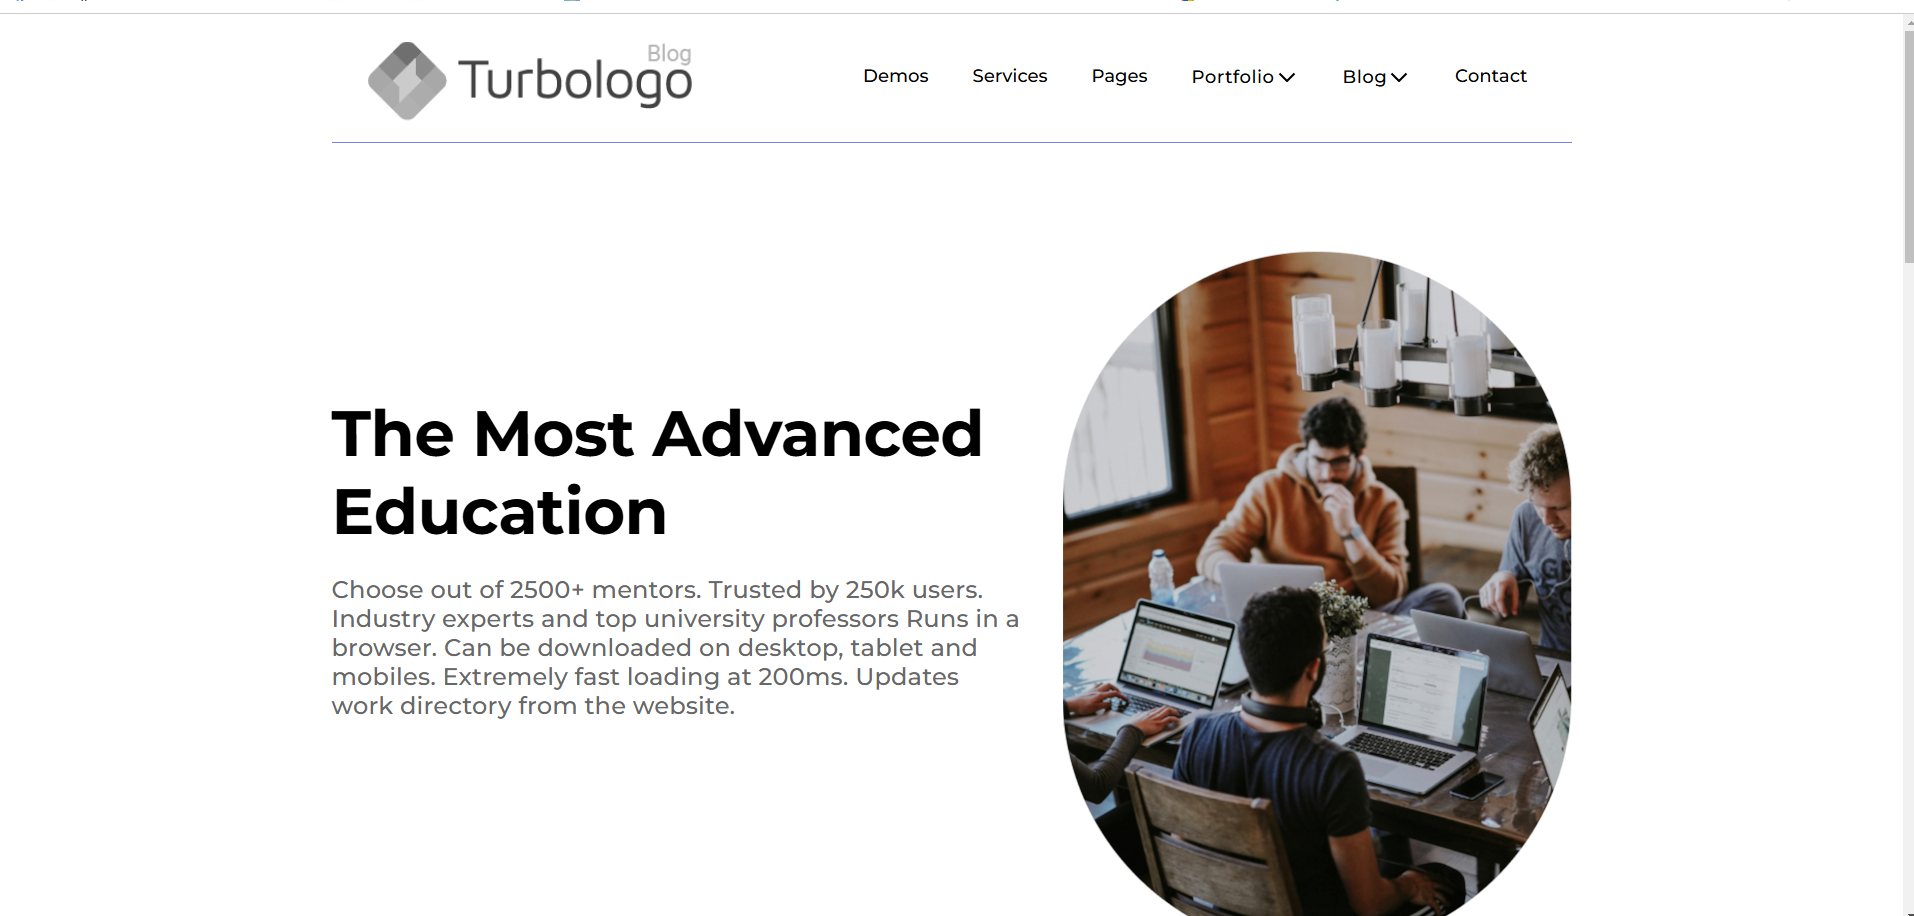 Blog
Turbologo
Demos Services Pages Portfolio Blog Contact
The Most Advanced
Education
Choose out of 2500+ mentors. Trusted by 250k users.
Industry experts and top university professors Runs in a
browser. Can be downloaded on desktop, tablet and
mobiles. Extremely fast loading at 200ms. Updates
work directory from the website.